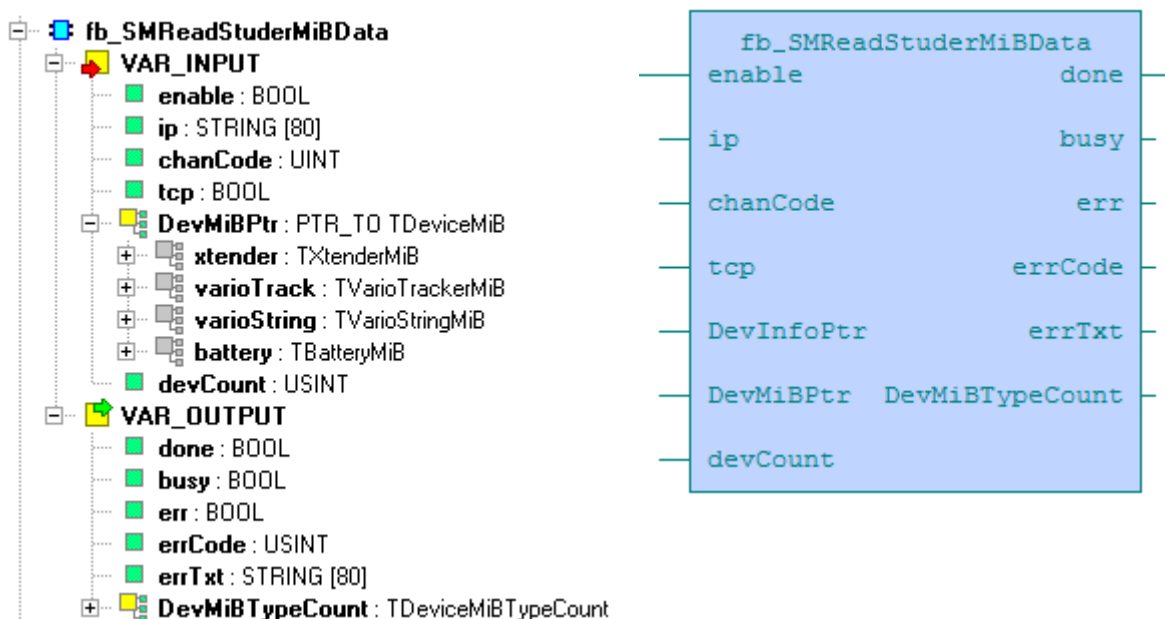 fb_SMReadStuderMiBData
VAR_INPUT
enable : BOOL
ip : STRING [80]
chanCode : UINT
tcp : BOOL
DevMiBPtr : PTR_TO TDeviceMiB
xtender : TXtenderMiB
varioTrack : TVarioTrackerMiB
varioString : TVarioStringMiB
battery : TBatteryMiB
devCount : USINT
VAR_OUTPUT
done : BOOL
busy : BOOL
err : BOOL
errCode : USINT
errTxt : STRING [80]
DevMiBTypeCount : TDeviceMiBTypeCount
fb_SMReadStuderMiBData
enable done
ip busy
chanCode err
tcp errCode
DevInfoPtr errTxt
DevMiBPtr DevMiBTypeCount
devCount